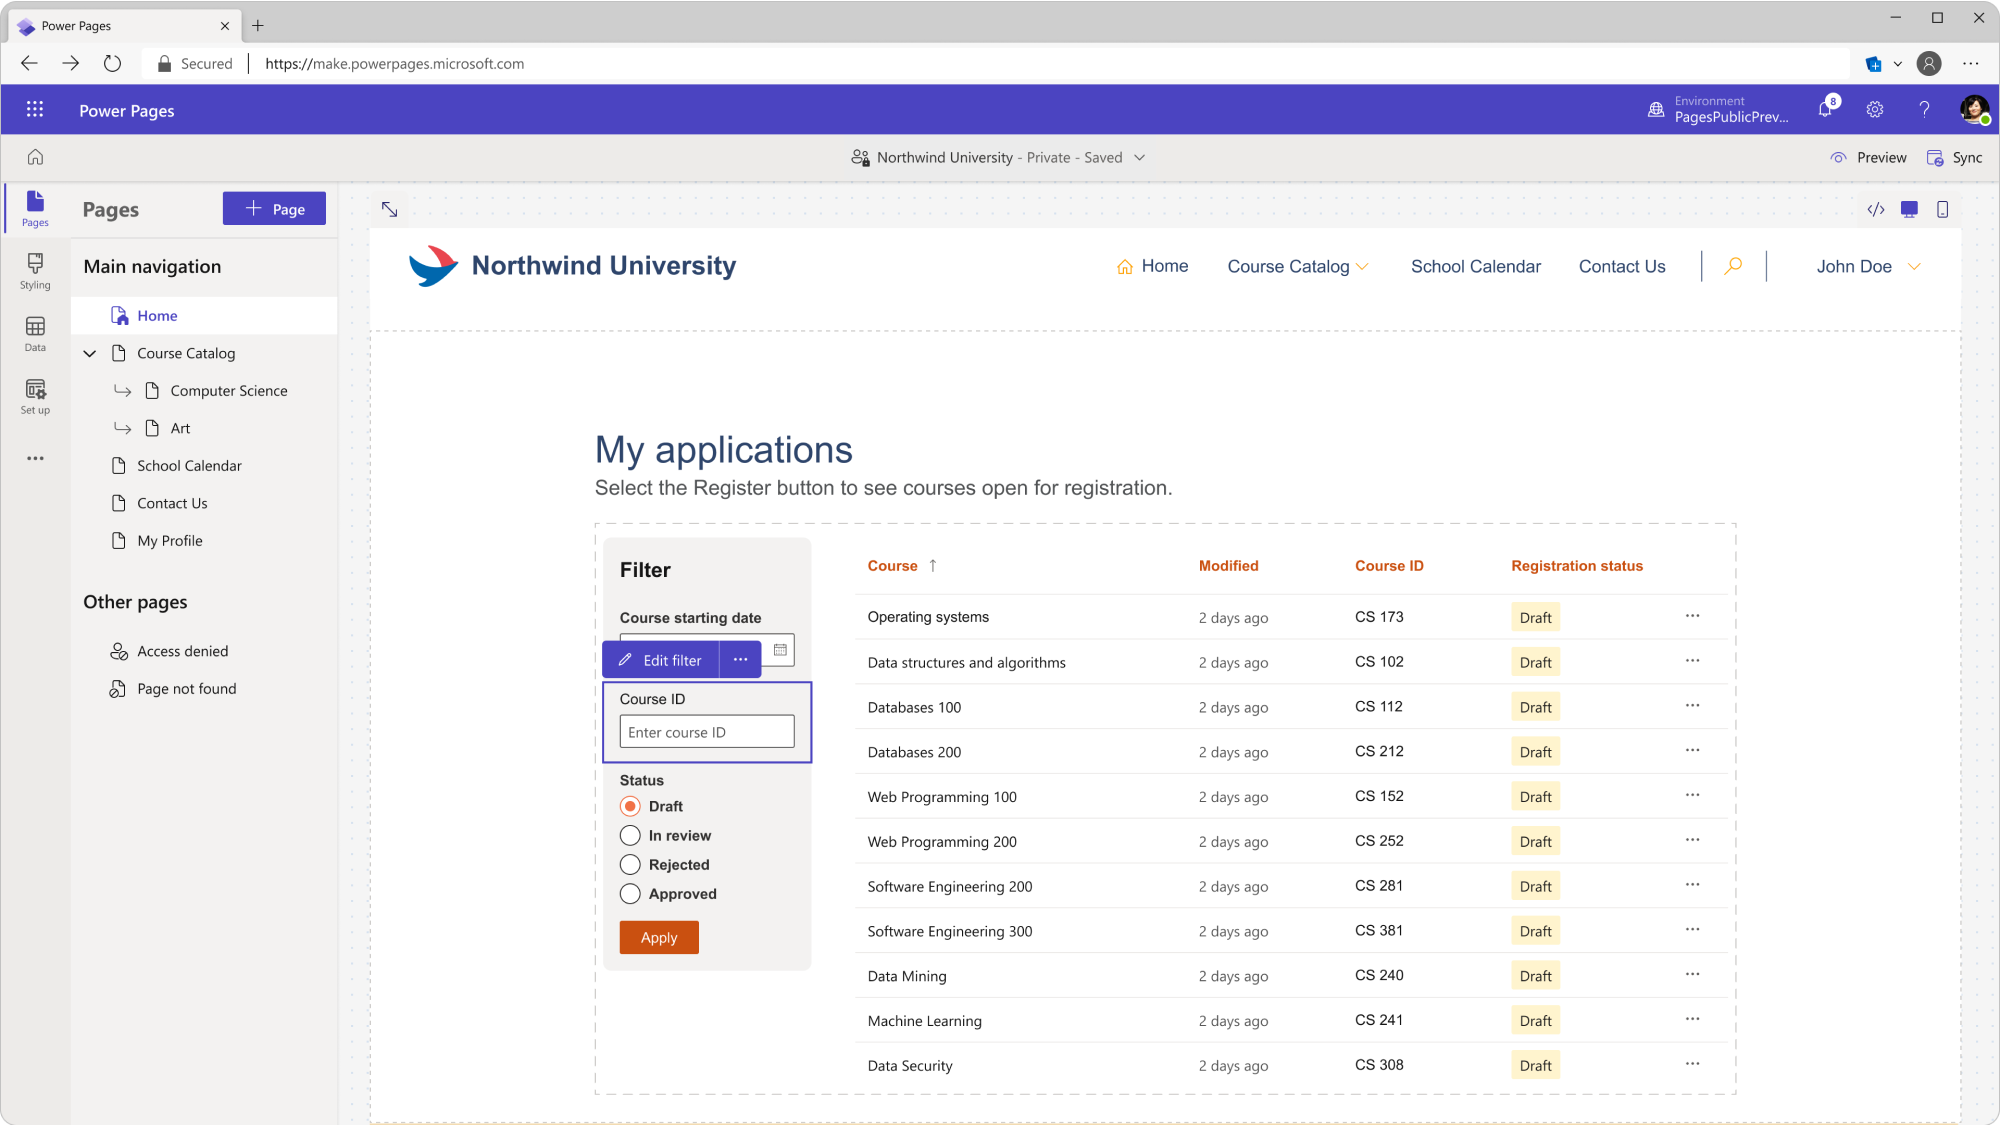 Power Pages
Secured
https://make.powerpages.microsoft.com
Power Pages
Environment
PagesPublicPrev...
8
Northwind University - Private - Saved
Preview
Sync
Pages
Styling
Data
Set up
Pages
Page
Main navigation
Home
Course Catalog
Computer Science
Art
School Calendar
Contact Us
My Profile
Other pages
Access denied
Page not found
Northwind University
Home
Course Catalog
School Calendar
Contact Us
John Doe
My applications
Select the Register button to see courses open for registration.
Filter
Course starting date
Edit filter
Course ID
Enter course ID
Status
Draft
In review
Rejected
Approved
Apply
Course ↑ Modified Course ID Registration status
Operating systems 2 days ago CS 173 Draft
Data structures and algorithms 2 days ago CS 102 Draft
Databases 100 2 days ago CS 112 Draft
Databases 200 2 days ago CS 212 Draft
Web Programming 100 2 days ago CS 152 Draft
Web Programming 200 2 days ago CS 252 Draft
Software Engineering 200 2 days ago CS 281 Draft
Software Engineering 300 2 days ago CS 381 Draft
Data Mining 2 days ago CS 240 Draft
Machine Learning 2 days ago CS 241 Draft
Data Security 2 days ago CS 308 Draft